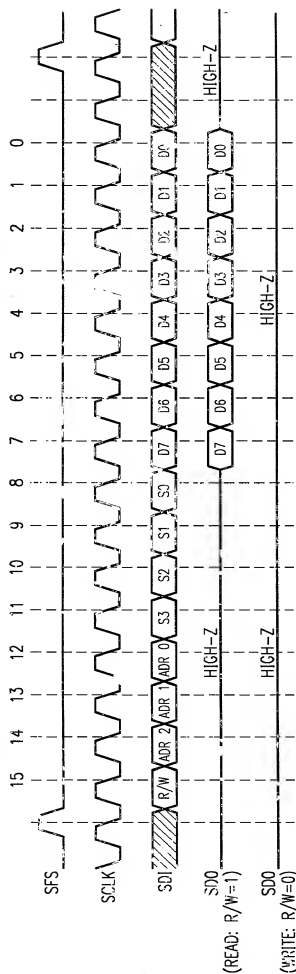 15 14 13 12 11 10 9 8 7 6 5 4 3 2 1 0
SFS
SCLK
SDI R/W ADR 2 ADR 1 ADR 0 S3 S2 S1 S0 D7 D6 D5 D4 D3 D2 D1 D0
SDO HIGH-Z D7 D6 D5 D4 D3 D2 D1 D0 HIGH-Z
(READ: R/W=1)
SDO HIGH-Z HIGH-Z
(WRITE: R/W=0)